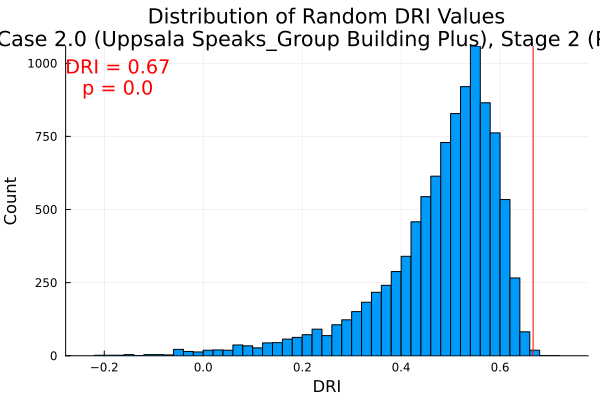 Distribution of Random DRI Values
Case 2.0 (Uppsala Speaks_Group Building Plus), Stage 2 (
DRI = 0.67
p = 0.0
1000
750
500
250
0
Count
−0.2
0.0
0.2
0.4
0.6
DRI